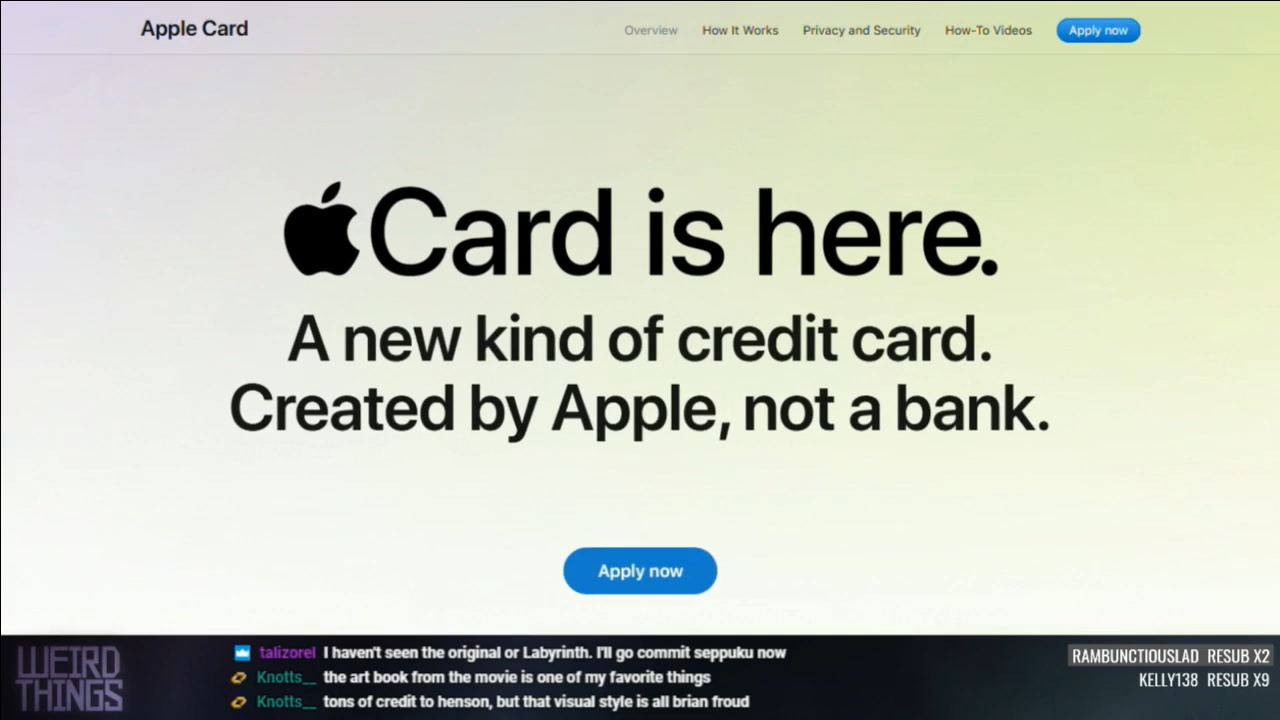 Apple Card
Overview How It Works Privacy and Security How-To Videos Apply now
Card is here.
A new kind of credit card.
Created by Apple, not a bank.
Apply now
WEIRD
THINGS
talizorel I haven't seen the original or Labyrinth. I'll go commit seppuku now
Knotts__ the art book from the movie is one of my favorite things
Knotts__ tons of credit to henson, but that visual style is all brian froud
RAMBUNCTIOUSLAD RESUB X2
KELLY138 RESUB X9